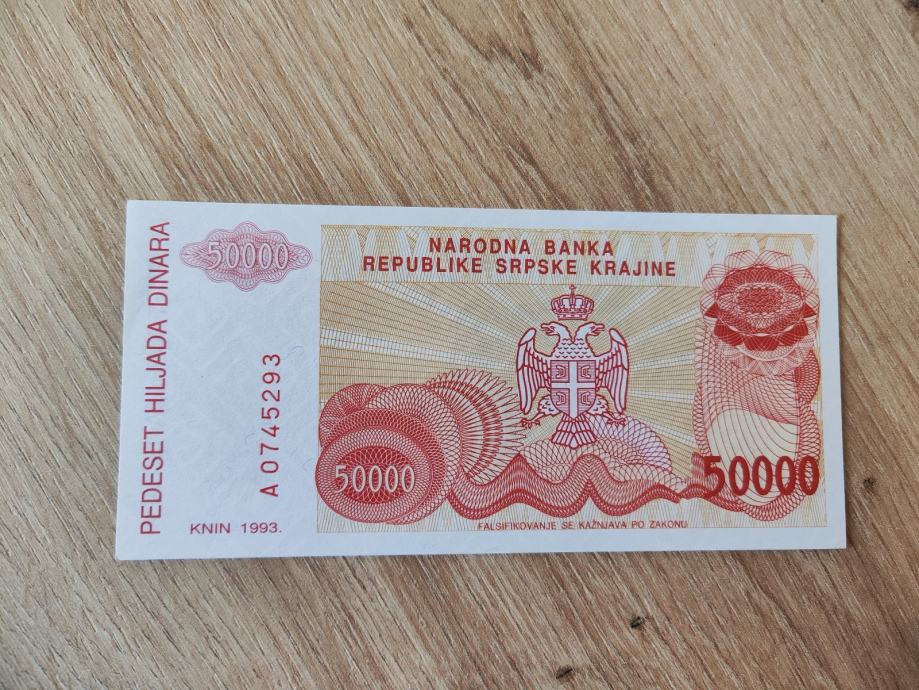 PEDESET HILJADA DINARA
50000
A 0745293
KNIN 1993.
NARODNA BANKA
REPUBLIKE SRPSKE KRAJINE
50000
50000
FALSIFIKOVANJE SE KAŽNJAVA PO ZAKONU